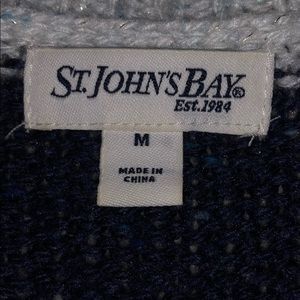 ST. JOHN'S BAY®
Est. 1984
M
MADE IN
CHINA